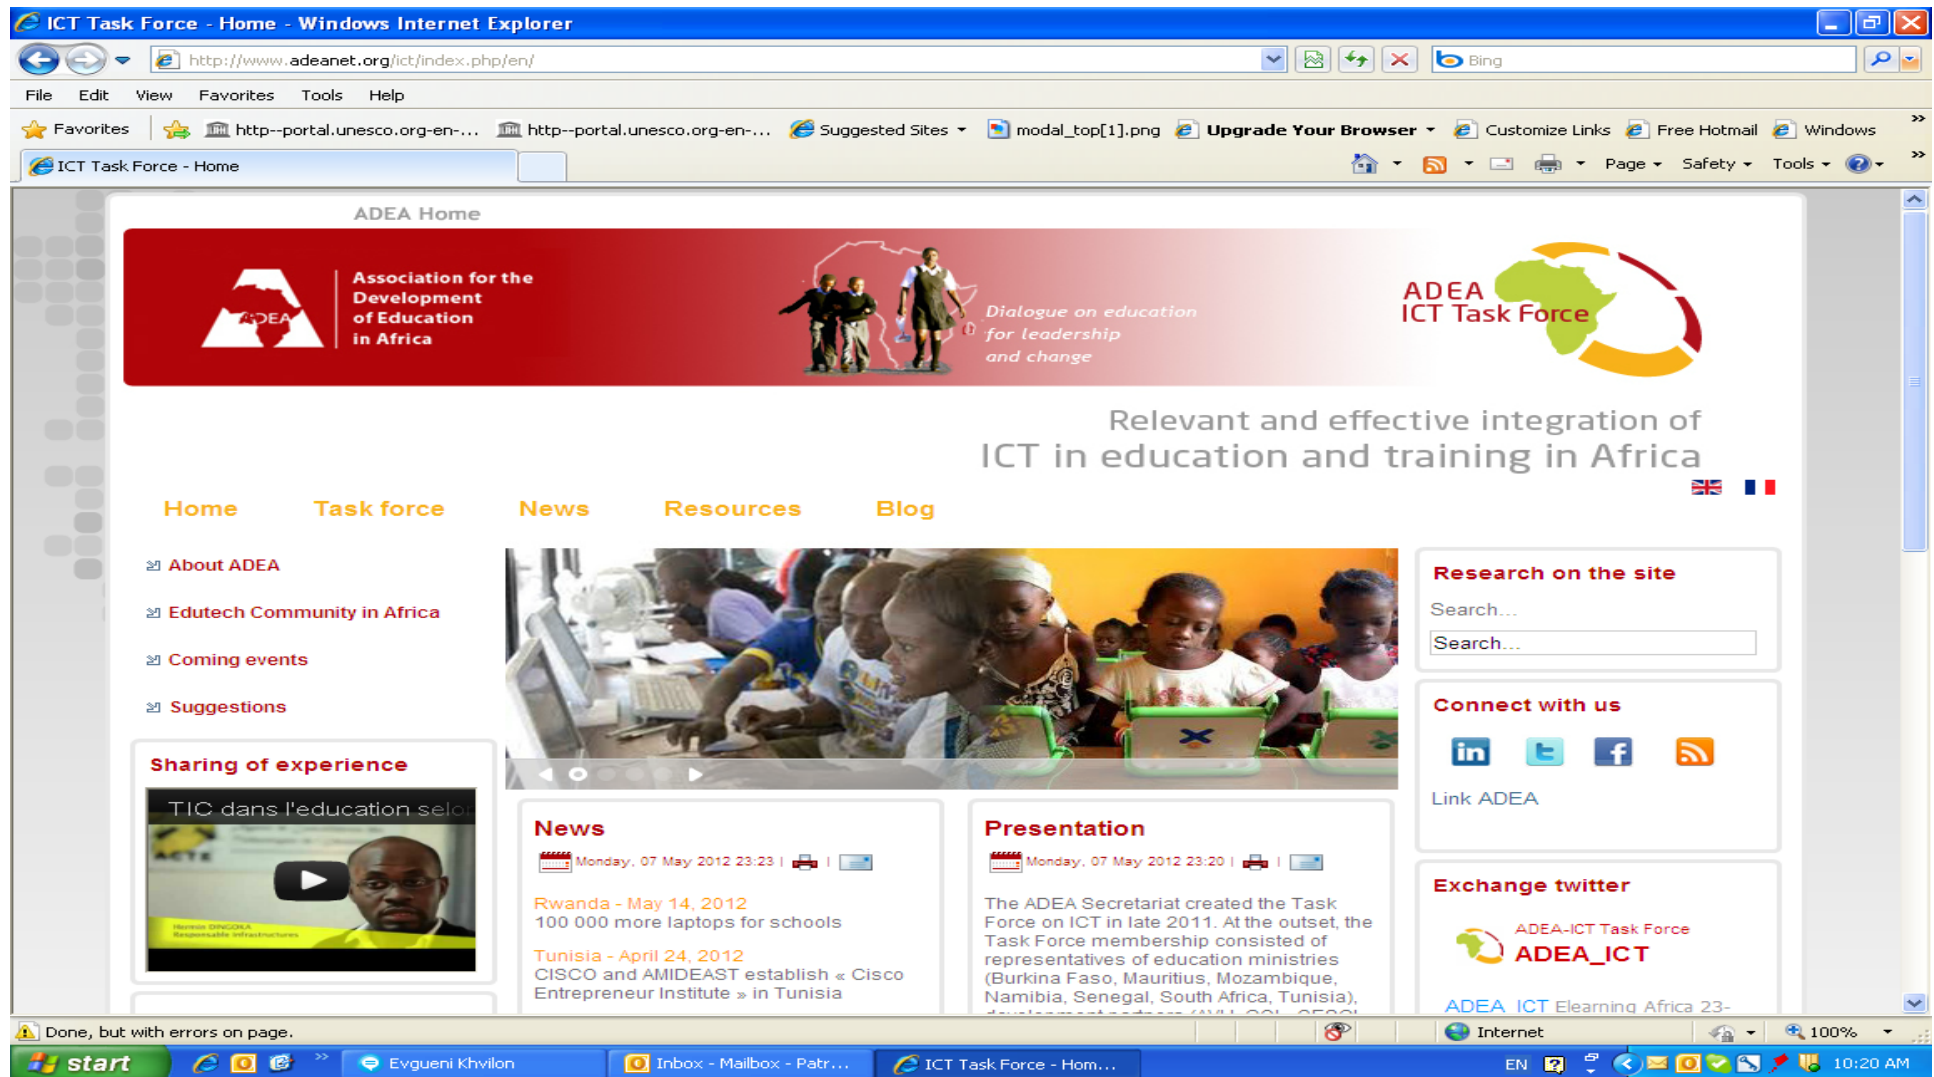 ICT Task Force - Home - Windows Internet Explorer
http://www.adeanet.org/ict/index.php/en/
Bing
File Edit View Favorites Tools Help
Favorites http--portal.unesco.org-en-... http--portal.unesco.org-en-... Suggested Sites modal_top[1].png Upgrade Your Browser Customize Links Free Hotmail Windows »
ICT Task Force - Home
Page Safety Tools »
ADEA Home
ADEA
Association for the
Development
of Education
in Africa
Dialogue on education
for leadership
and change
ADEA
ICT Task Force
Relevant and effective integration of
ICT in education and training in Africa
Home Task force News Resources Blog
About ADEA
Edutech Community in Africa
Coming events
Suggestions
Sharing of experience
TIC dans l'education selo
ACTE
Hermin DINGOKA
Responsable Infrastructures
News
Monday, 07 May 2012 23:23 | |
Rwanda - May 14, 2012
100 000 more laptops for schools
Tunisia - April 24, 2012
CISCO and AMIDEAST establish « Cisco
Entrepreneur Institute » in Tunisia
Presentation
Monday, 07 May 2012 23:20 | |
The ADEA Secretariat created the Task
Force on ICT in late 2011. At the outset, the
Task Force membership consisted of
representatives of education ministries
(Burkina Faso, Mauritius, Mozambique,
Namibia, Senegal, South Africa, Tunisia),
Research on the site
Search...
Search...
Connect with us
in t f
Link ADEA
Exchange twitter
ADEA-ICT Task Force
ADEA_ICT
ADEA_ICT Elearning Africa 23-
Done, but with errors on page.
Internet
100%
start » Evgueni Khvilon Inbox - Mailbox - Patr... ICT Task Force - Hom... EN 10:20 AM